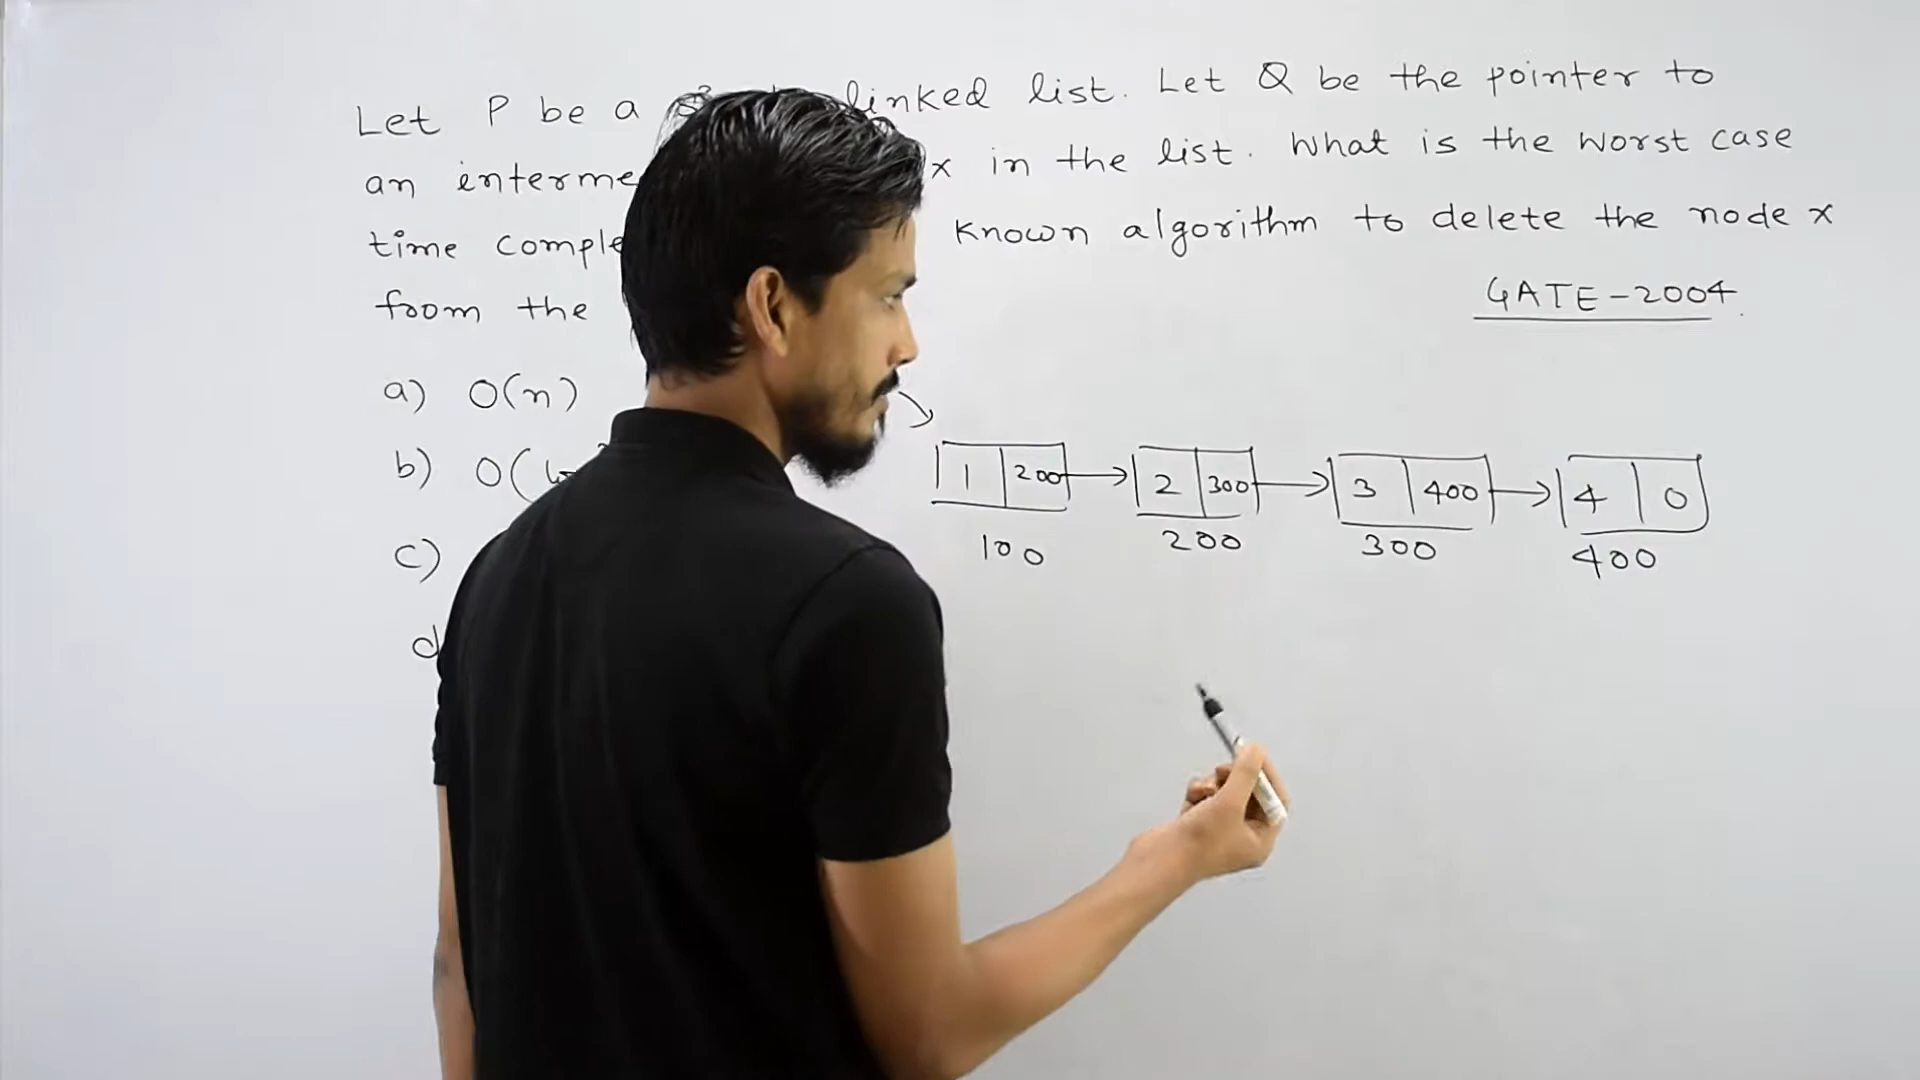 Let P be a linked list. Let Q be the pointer to
an x in the list. What is the worst case
time known algorithm to delete the node x
from the
GATE-2004
a) O(n)
b) O(
c)
d
1 200 2 300 3 400 4 0
100 200 300 400